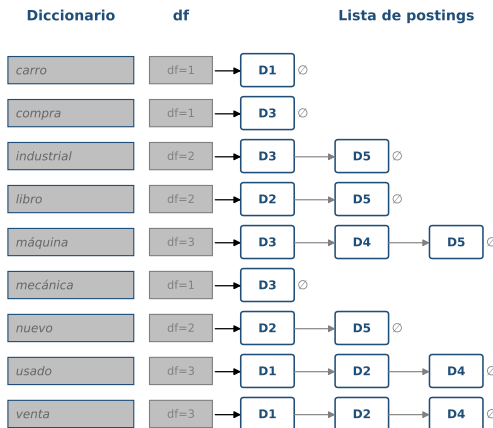 Diccionario df Lista de postings
carro df=1 D1 ∅
compra df=1 D3 ∅
industrial df=2 D3 D5 ∅
libro df=2 D2 D5 ∅
máquina df=3 D3 D4 D5 ∅
mecánica df=1 D3 ∅
nuevo df=2 D2 D5 ∅
usado df=3 D1 D2 D4 ∅
venta df=3 D1 D2 D4 ∅